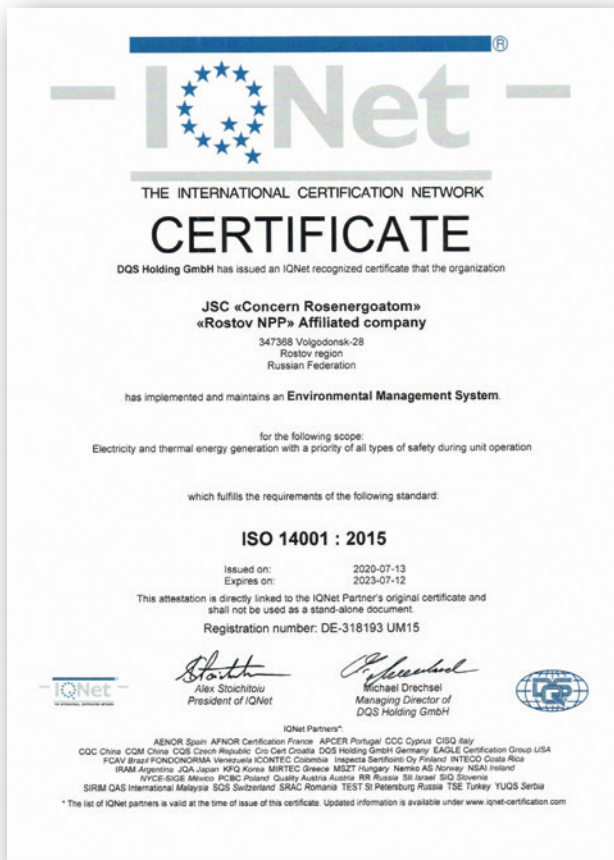 IQNet ®
THE INTERNATIONAL CERTIFICATION NETWORK
CERTIFICATE
DQS Holding GmbH has issued an IQNet recognized certificate that the organization
JSC «Concern Rosenergoatom»
«Rostov NPP» Affiliated company
347368 Volgodonsk-28
Rostov region
Russian Federation
has implemented and maintains an Environmental Management System.
for the following scope:
Electricity and thermal energy generation with a priority of all types of safety during unit operation
which fulfills the requirements of the following standard:
ISO 14001 : 2015
Issued on: 2020-07-13
Expires on: 2023-07-12
This attestation is directly linked to the IQNet Partner's original certificate and
shall not be used as a stand-alone document.
Registration number: DE-318193 UM15
IQNet
THE INTERNATIONAL CERTIFICATION NETWORK
Alex Stoichitoiu
President of IQNet
Michael Drechsel
Managing Director of
DQS Holding GmbH
DQS
IQNet Partners*:
AENOR Spain AFNOR Certification France APCER Portugal CCC Cyprus CISQ Italy
CQC China CQM China CQS Czech Republic Cro Cert Croatia DQS Holding GmbH Germany EAGLE Certification Group USA
FCAV Brazil FONDONORMA Venezuela ICONTEC Colombia Inspecta Sertifiointi Oy Finland INTECO Costa Rica
IRAM Argentina JQA Japan KFQ Korea MIRTEC Greece MSZT Hungary Nemko AS Norway NSAI Ireland
NYCE-SIGE México PCBC Poland Quality Austria Austria RR Russia SII Israel SIQ Slovenia
SIRIM QAS International Malaysia SQS Switzerland SRAC Romania TEST St Petersburg Russia TSE Turkey YUQS Serbia
* The list of IQNet partners is valid at the time of issue of this certificate. Updated information is available under www.iqnet-certification.com